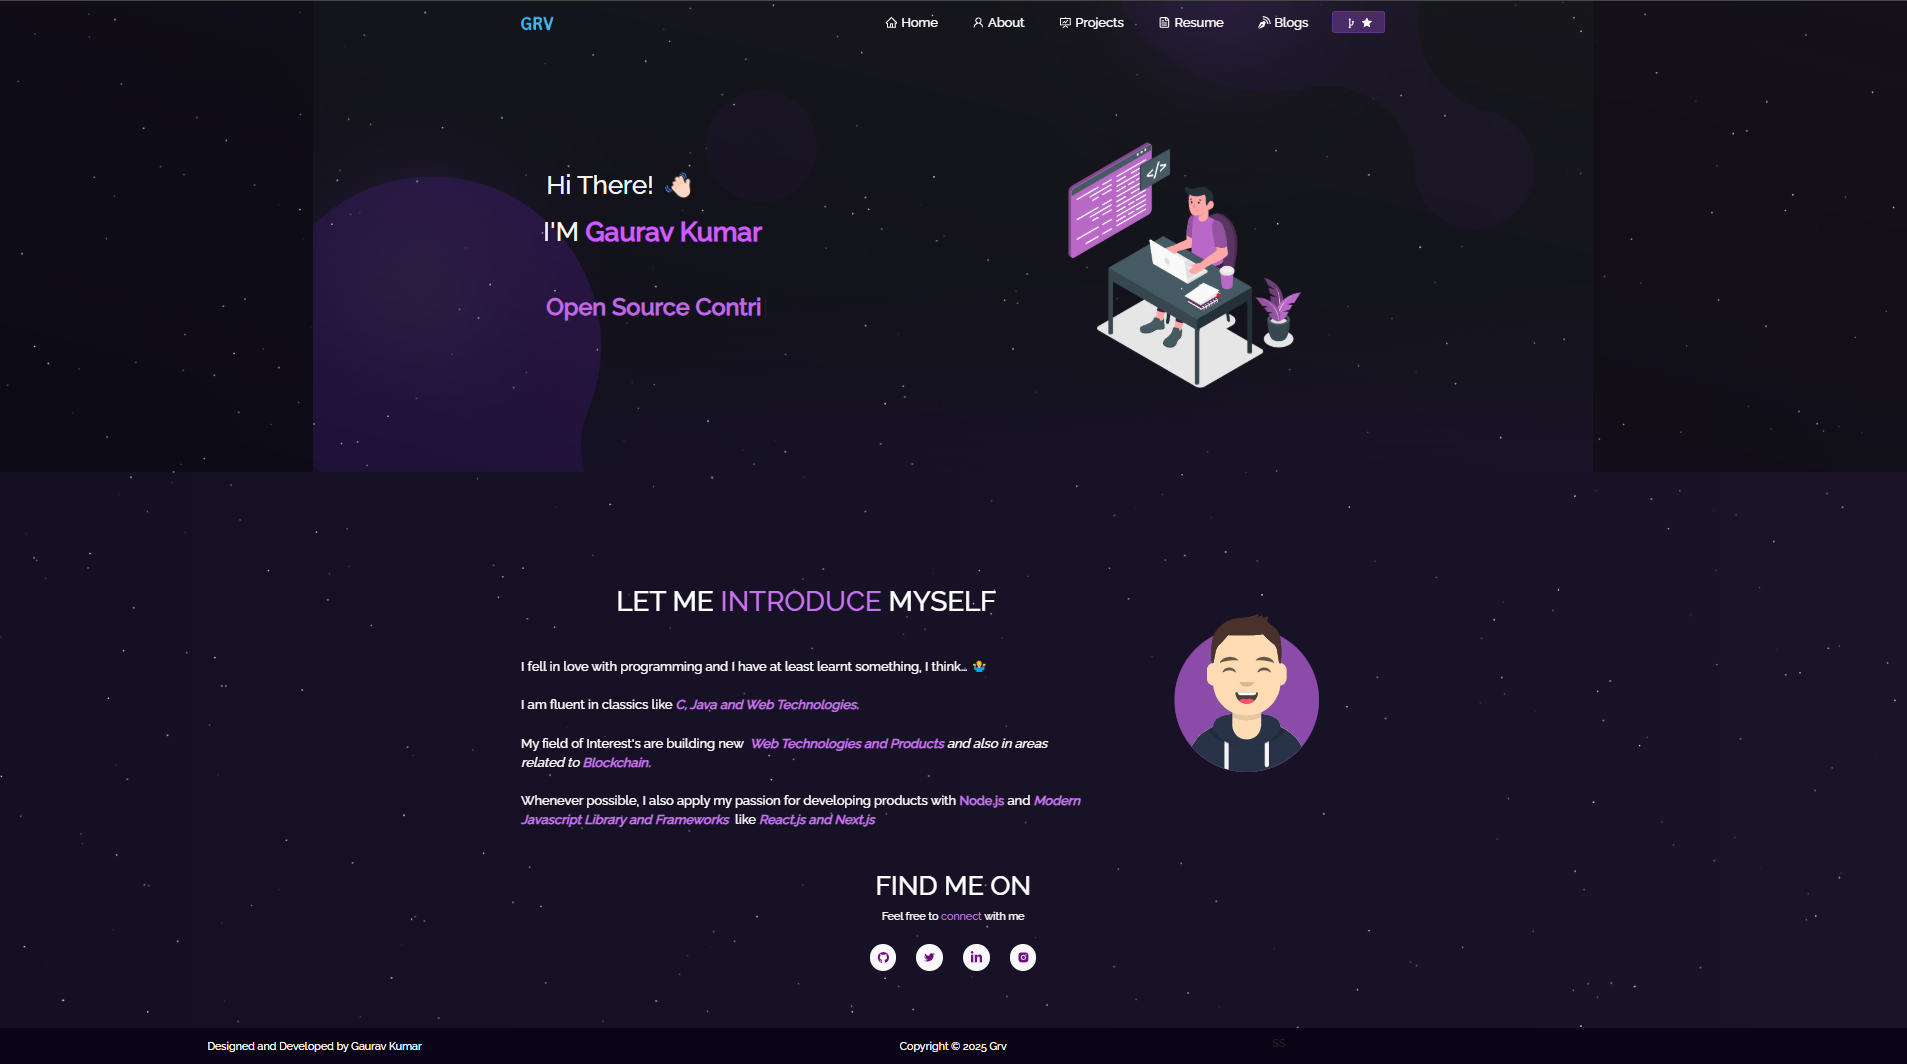 GRV
Home About Projects Resume Blogs
Hi There! 👋🏻
</>
I'M Gaurav Kumar
Open Source Contri
LET ME INTRODUCE MYSELF
I fell in love with programming and I have at least learnt something, I think… 🤷‍♂️
I am fluent in classics like C, Java and Web Technologies.
My field of Interest's are building new Web Technologies and Products and also in areas
related to Blockchain.
Whenever possible, I also apply my passion for developing products with Node.js and Modern
Javascript Library and Frameworks like React.js and Next.js
FIND ME ON
Feel free to connect with me
in
Designed and Developed by Gaurav Kumar
Copyright © 2025 Grv
SS